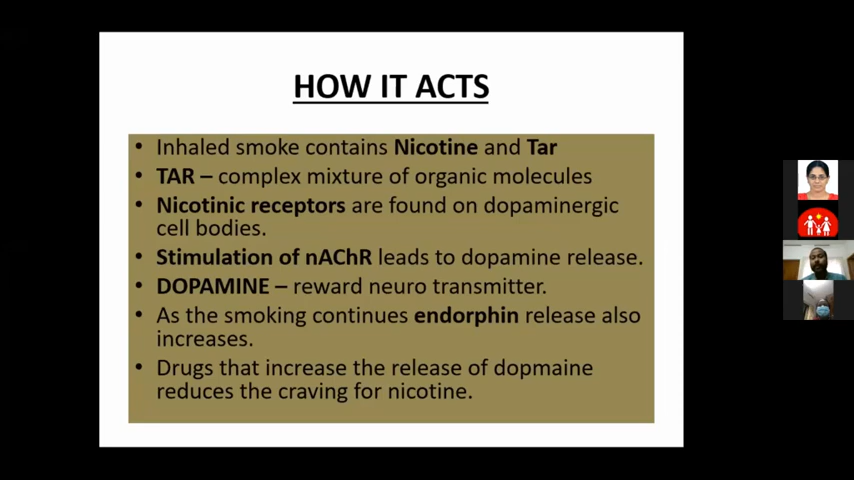 HOW IT ACTS
• Inhaled smoke contains Nicotine and Tar
• TAR – complex mixture of organic molecules
• Nicotinic receptors are found on dopaminergic
cell bodies.
• Stimulation of nAChR leads to dopamine release.
• DOPAMINE – reward neuro transmitter.
• As the smoking continues endorphin release also
increases.
• Drugs that increase the release of dopmaine
reduces the craving for nicotine.